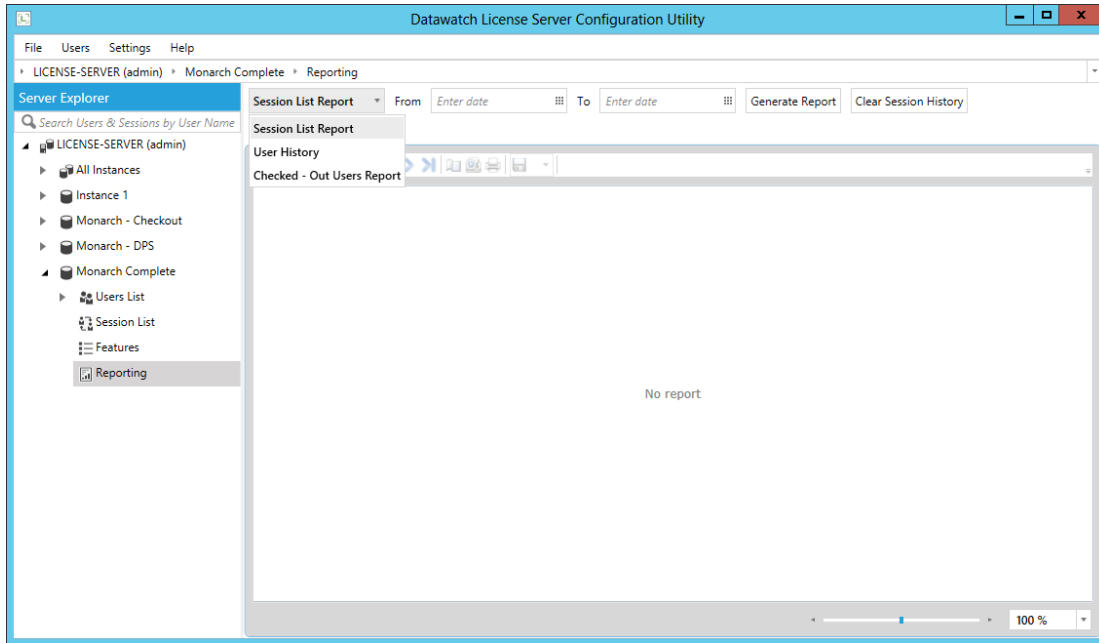 Datawatch License Server Configuration Utility
File Users Settings Help
LICENSE-SERVER (admin) Monarch Complete Reporting
Server Explorer
Session List Report From Enter date To Enter date Generate Report Clear Session History
Search Users & Sessions by User Name
Session List Report
LICENSE-SERVER (admin)
User History
All Instances
Checked - Out Users Report
Instance 1
Monarch - Checkout
Monarch - DPS
Monarch Complete
Users List
Session List
Features
Reporting
No report
100 %